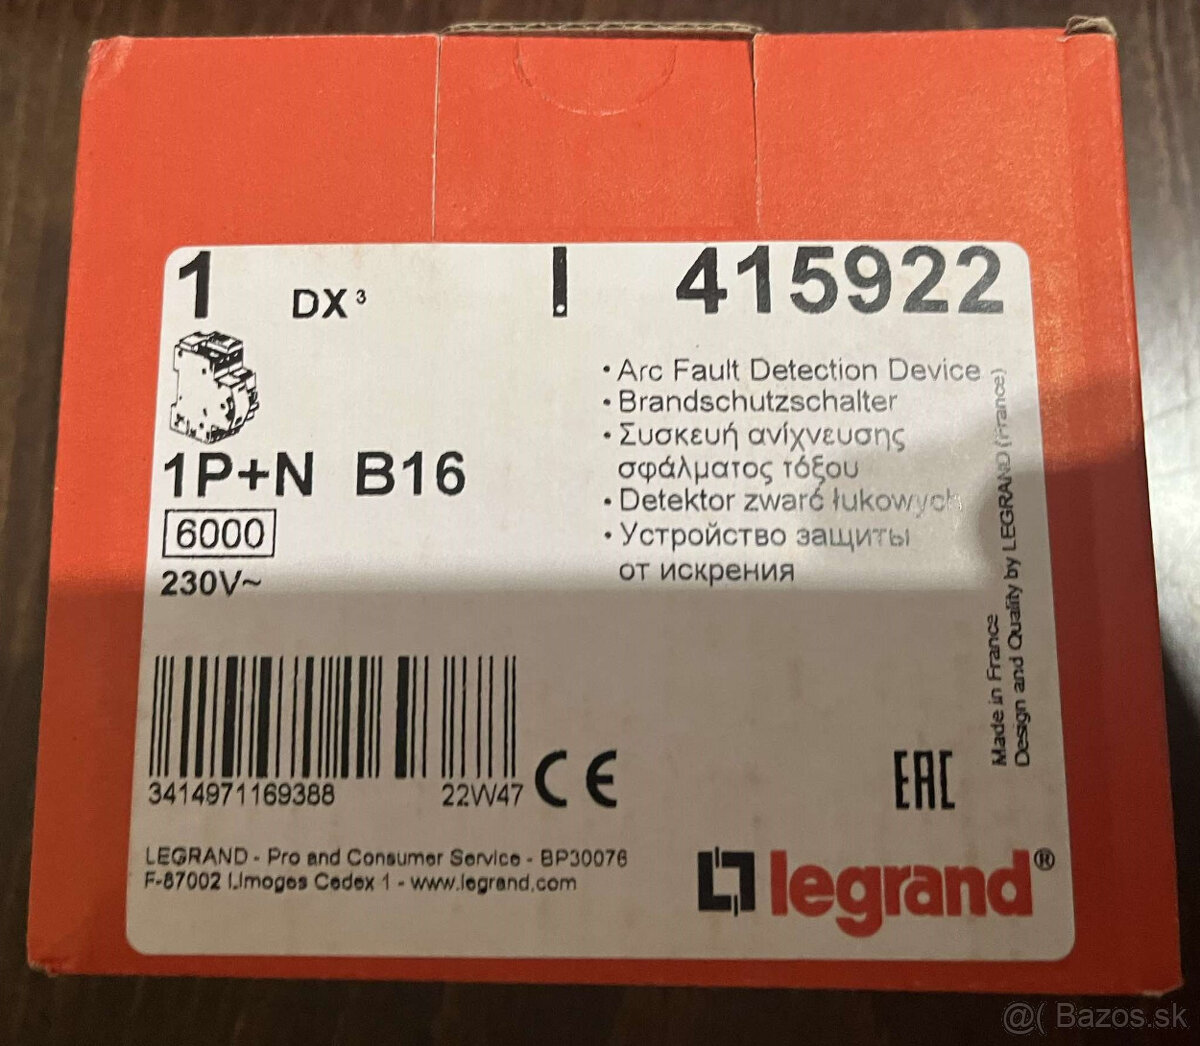 1 DX³ ! 415922
• Arc Fault Detection Device
• Brandschutzschalter
• Συσκευή ανίχνευσης
σφάλματος τόξου
• Detektor zwarć łukowych
• Устройство защиты
от искрения
1P+N B16
6000
230V~
Made in France
Design and Quality by LEGRAND (France)
3414971169388 22W47 CE
EAC
LEGRAND - Pro and Consumer Service - BP30076
F-87002 Limoges Cedex 1 - www.legrand.com
legrand®
@( Bazos.sk